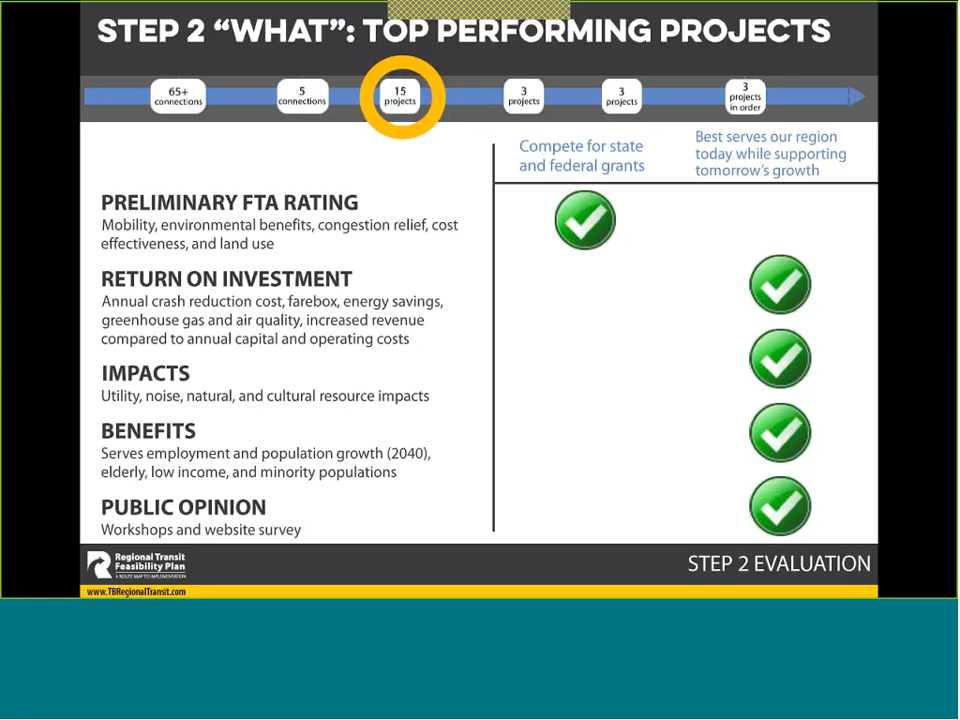 STEP 2 “WHAT”: TOP PERFORMING PROJECTS
65+
connections
5
connections
15
projects
3
projects
3
projects
3
projects
in order
Compete for state
and federal grants
Best serves our region
today while supporting
tomorrow’s growth
PRELIMINARY FTA RATING
Mobility, environmental benefits, congestion relief, cost
effectiveness, and land use
RETURN ON INVESTMENT
Annual crash reduction cost, farebox, energy savings,
greenhouse gas and air quality, increased revenue
compared to annual capital and operating costs
IMPACTS
Utility, noise, natural, and cultural resource impacts
BENEFITS
Serves employment and population growth (2040),
elderly, low income, and minority populations
PUBLIC OPINION
Workshops and website survey
Regional Transit
Feasibility Plan
A ROUTE MAP TO IMPLEMENTATION
STEP 2 EVALUATION
www.TBRegionalTransit.com